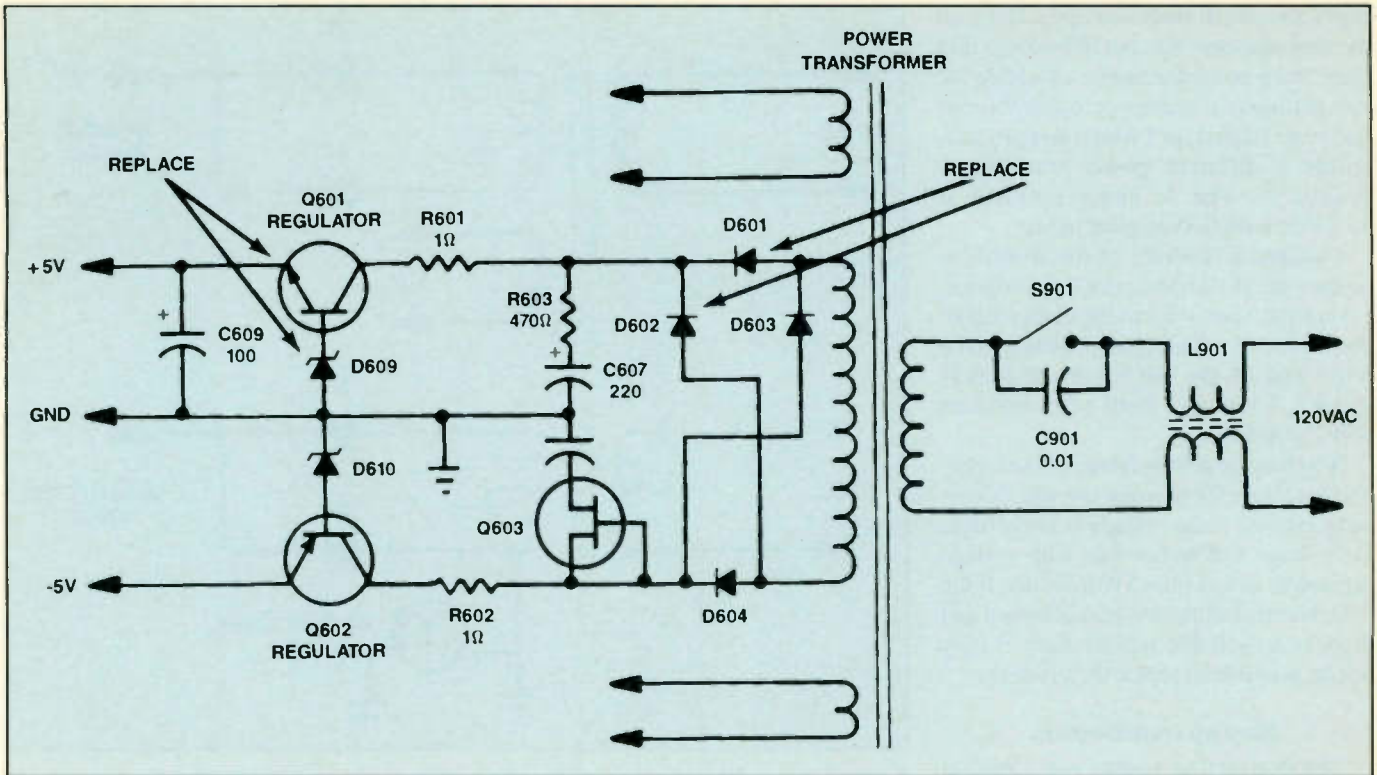 POWER
TRANSFORMER
REPLACE
REPLACE
Q601
REGULATOR
R601
1Ω
D601
+5V
+
C609
100
R603
470Ω
D602
D603
S901
L901
D609
+
C607
220
GND
C901
0.01
120VAC
D610
Q603
-5V
Q602
REGULATOR
R602
1Ω
D604